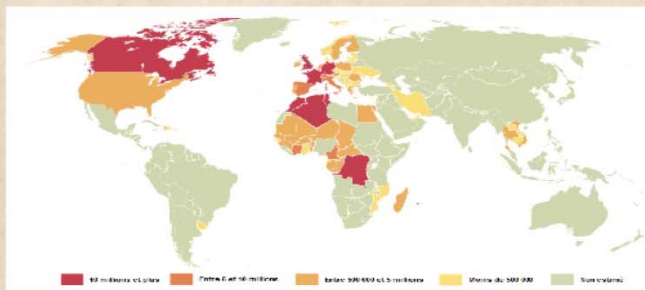 10 millions et plus
Entre 6 et 10 millions
Entre 500 000 et 5 millions
Moins de 500 000
Non estimé